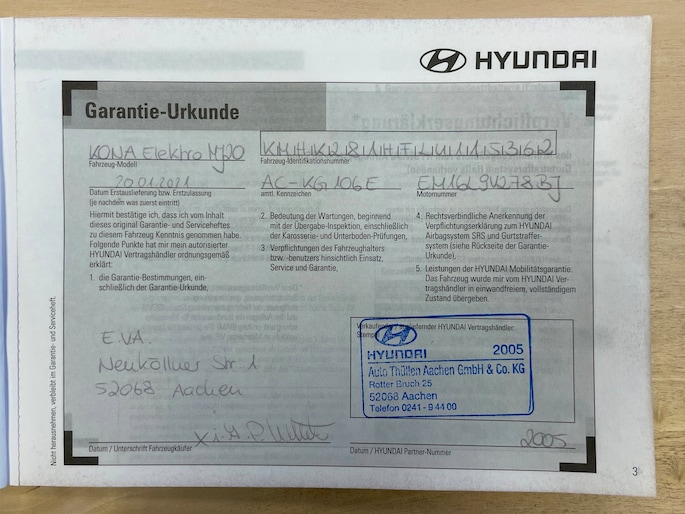 HYUNDAI
Garantie-Urkunde
KONA Elektro MJ20
KMHK281HFLU115362
Fahrzeug-Modell
Fahrzeug-Identifikationsnummer
20.01.2021
AC-KG 106E
EM16L9V278BJ
Datum Erstauslieferung bzw. Erstzulassung
(je nachdem was zuerst eintritt)
amtl. Kennzeichen
Motornummer
Hiermit bestätige ich, dass ich vom Inhalt
dieses original Garantie- und Serviceheftes
zu diesem Fahrzeug Kenntnis genommen habe.
Folgende Punkte hat mir mein autorisierter
HYUNDAI Vertragshändler ordnungsgemäß
erklärt:
1. die Garantie-Bestimmungen, ein-
schließlich der Garantie-Urkunde,
2. Bedeutung der Wartungen, beginnend
mit der Übergabe-Inspektion, einschließlich
der Karosserie- und Unterboden-Prüfungen,
3. Verpflichtungen des Fahrzeughalters
bzw. -benutzers hinsichtlich Einsatz,
Service und Garantie,
4. Rechtsverbindliche Anerkennung der
Verpflichtungserklärung zum HYUNDAI
Airbagsystem SRS und Gurtstraffer-
system (siehe Rückseite der Garantie-
Urkunde),
5. Leistungen der HYUNDAI Mobilitätsgarantie.
Das Fahrzeug wurde mir vom HYUNDAI Ver-
tragshändler in einwandfreiem, vollständigem
Zustand übergeben.
E.VA.
Neuköllner Str. 1
52068 Aachen
Datum / Unterschrift Fahrzeugkäufer
HYUNDAI Vertragshändler:
HYUNDAI 2005
Auto Thüllen Aachen GmbH & Co. KG
Rotter Bruch 25
52068 Aachen
Telefon 0241 - 9 44 00
2005
Datum / HYUNDAI Partner-Nummer
Nicht herausnehmen, verbleibt im Garantie- und Serviceheft.
3